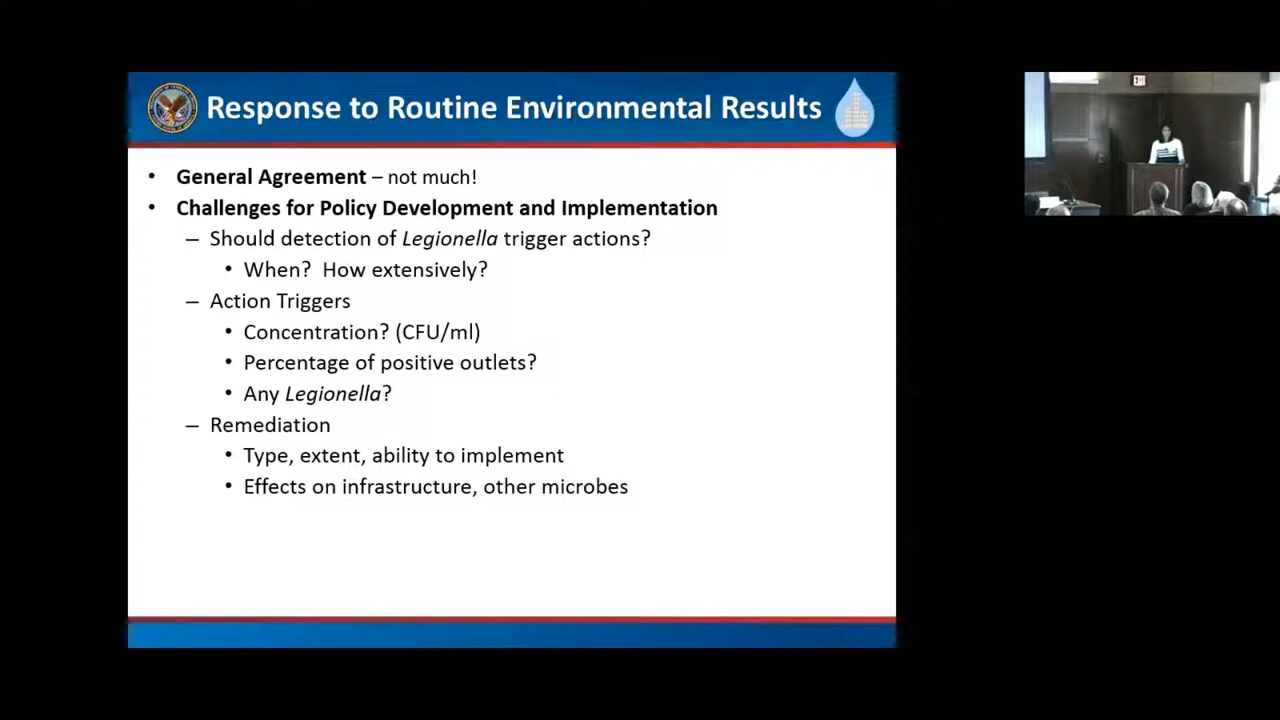 Response to Routine Environmental Results
• General Agreement – not much!
• Challenges for Policy Development and Implementation
– Should detection of Legionella trigger actions?
• When? How extensively?
– Action Triggers
• Concentration? (CFU/ml)
• Percentage of positive outlets?
• Any Legionella?
– Remediation
• Type, extent, ability to implement
• Effects on infrastructure, other microbes
EXIT